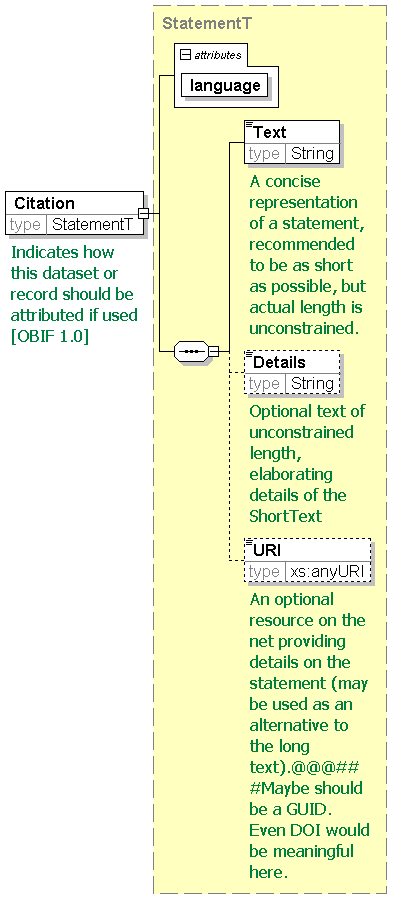 StatementT
attributes
language
Text
type String
A concise
representation
of a statement,
recommended
to be as short
as possible, but
actual length is
unconstrained.
Citation
type StatementT
Indicates how
this dataset or
record should be
attributed if used
[OBIF 1.0]
Details
type String
Optional text of
unconstrained
length,
elaborating
details of the
ShortText
URI
type xs:anyURI
An optional
resource on the
net providing
details on the
statement (may
be used as an
alternative to
the long
text).@@@##
#Maybe should
be a GUID.
Even DOI would
be meaningful
here.